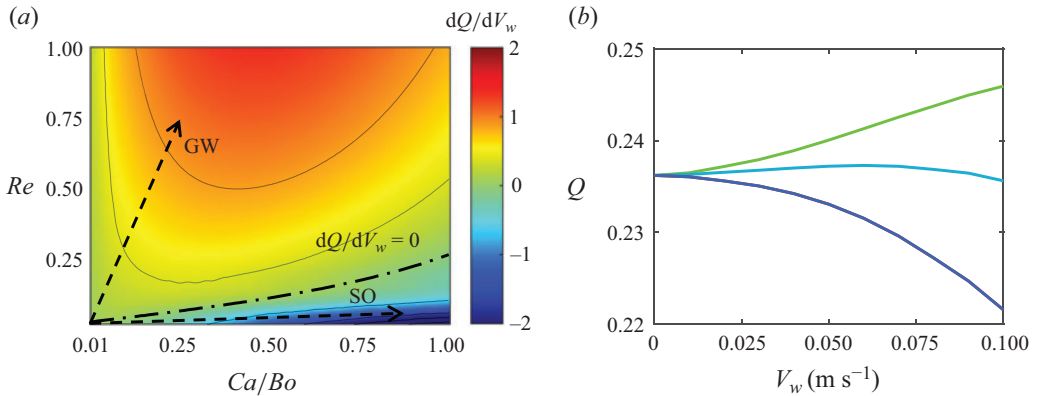 (a)
dQ/dV_w
1.00
0.75
0.50
0.25
Re
GW
dQ/dV_w = 0
SO
0.01
0.25
0.50
0.75
1.00
Ca/Bo
2
1
0
−1
−2
(b)
0.25
0.24
0.23
0.22
Q
0
0.025
0.050
0.075
0.100
V_w (m s⁻¹)